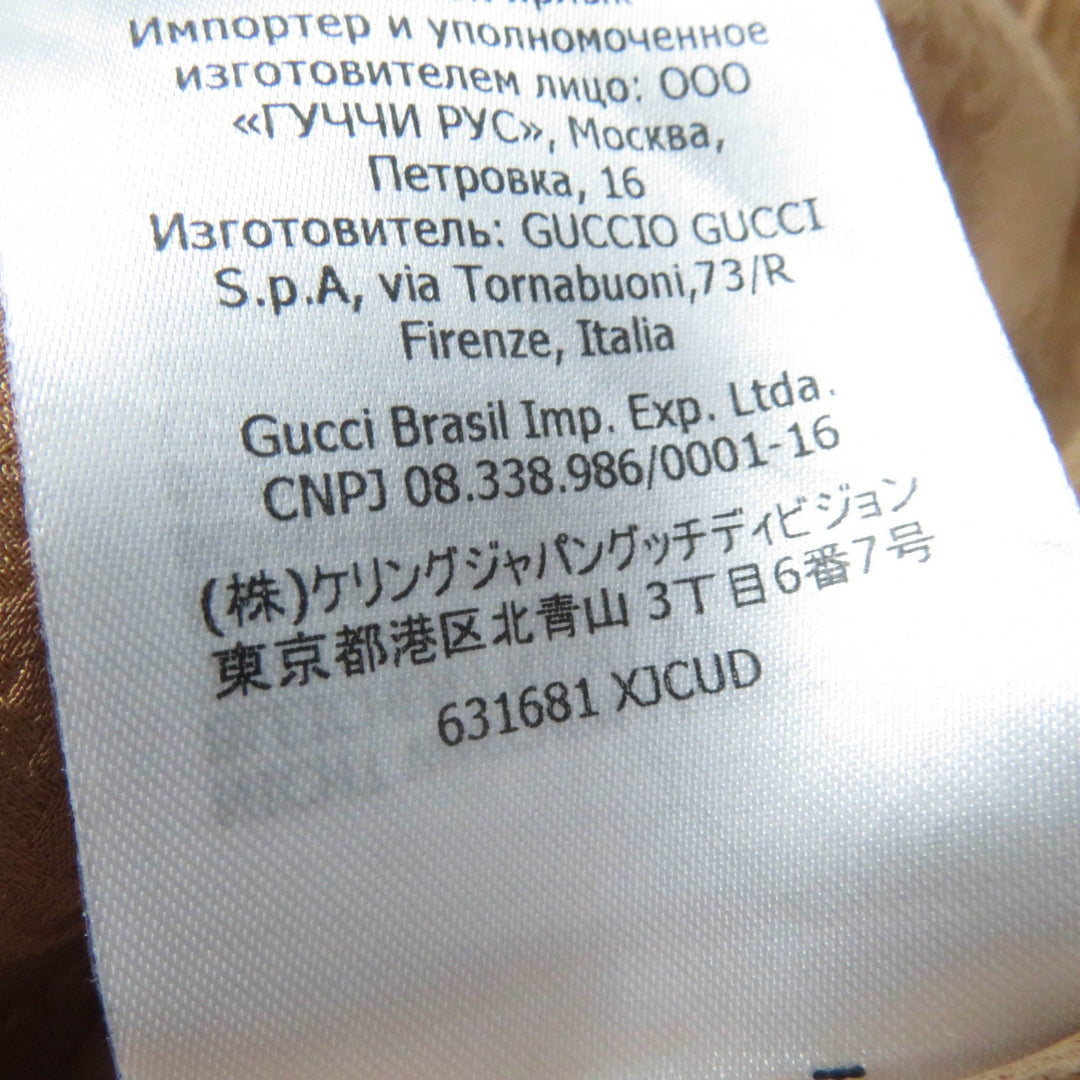 Импортер и уполномоченное
изготовителем лицо: ООО
«ГУЧЧИ РУС», Москва,
Петровка, 16
Изготовитель: GUCCIO GUCCI
S.p.A, via Tornabuoni,73/R
Firenze, Italia
Gucci Brasil Imp. Exp. Ltda.
CNPJ 08.338.986/0001-16
(株)ケリングジャパングッチディビジョン
東京都港区北青山 3丁目6番7号
631681 XJCUD